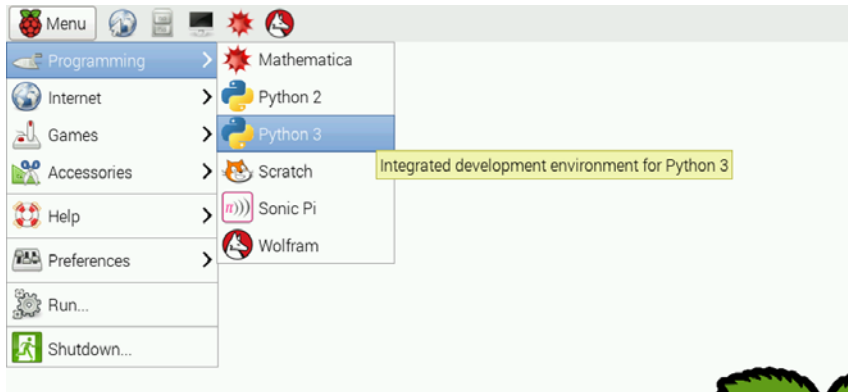 Menu
Programming
Internet
Games
Accessories
Help
Preferences
Run...
Shutdown...
Mathematica
Python 2
Python 3
Scratch
π))) Sonic Pi
Wolfram
Integrated development environment for Python 3